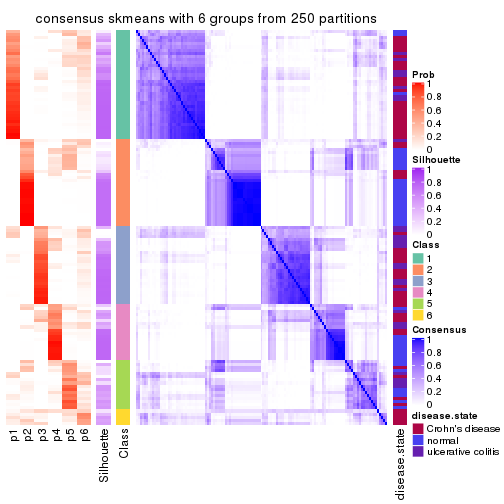 consensus skmeans with 6 groups from 250 partitions
p1
p2
p3
p4
p5
p6
Silhouette
Class
disease.state
Prob
1
0.8
0.6
0.4
0.2
0
Silhouette
1
0.8
0.6
0.4
0.2
0
Class
1
2
3
4
5
6
Consensus
1
0.8
0.6
0.4
0.2
0
disease.state
Crohn's disease
normal
ulcerative colitis